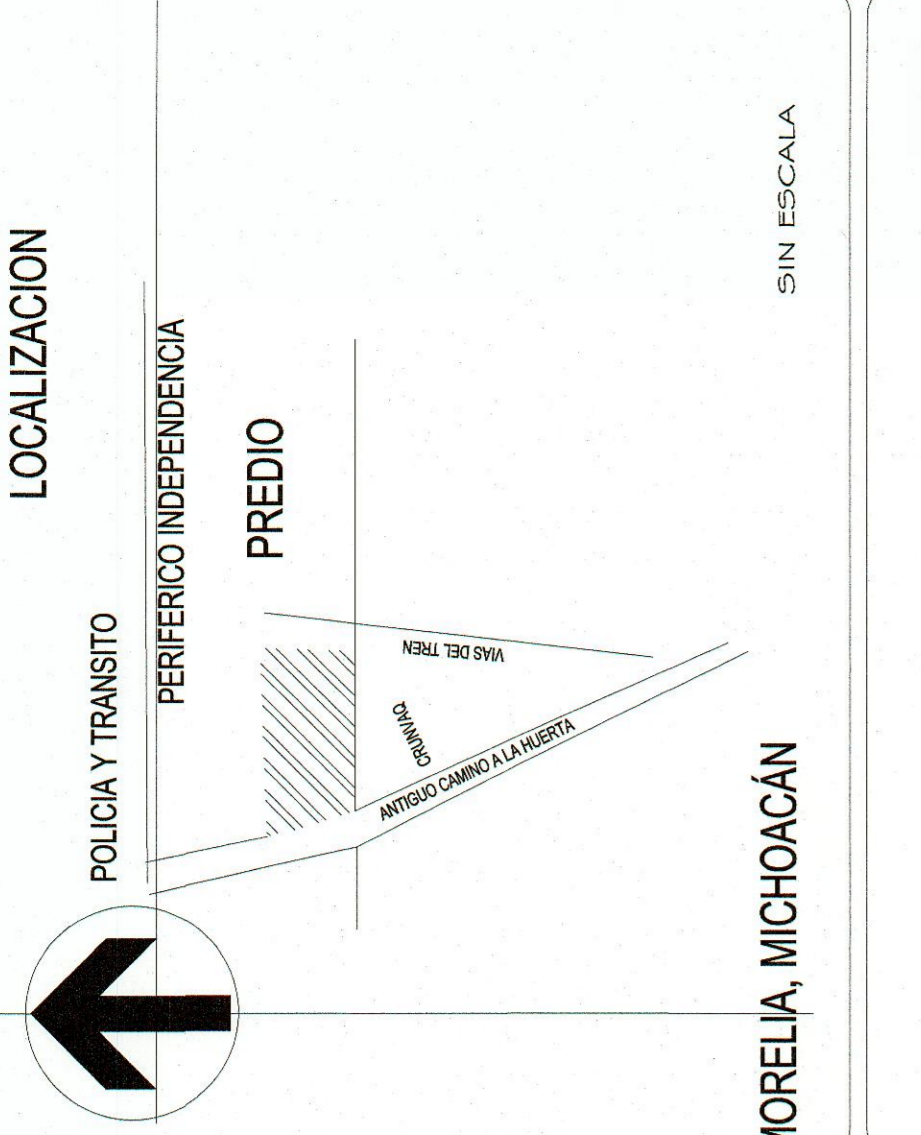 LOCALIZACION
POLICIA Y TRANSITO
PERIFERICO INDEPENDENCIA
PREDIO
VIAS DEL TREN
CRUNVAQ
ANTIGUO CAMINO A LA HUERTA
MORELIA, MICHOACÁN
SIN ESCALA